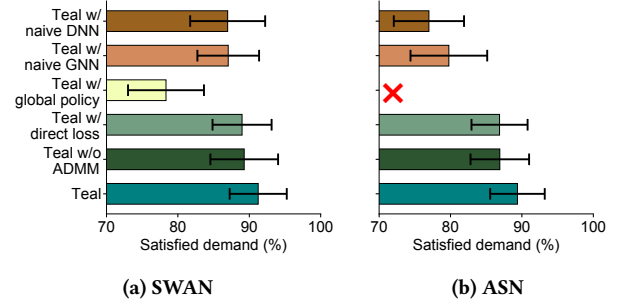 Teal w/
naive DNN
Teal w/
naive GNN
Teal w/
global policy
Teal w/
direct loss
Teal w/o
ADMM
Teal
70 80 90 100
Satisfied demand (%)
(a) SWAN
70 80 90 100
Satisfied demand (%)
(b) ASN